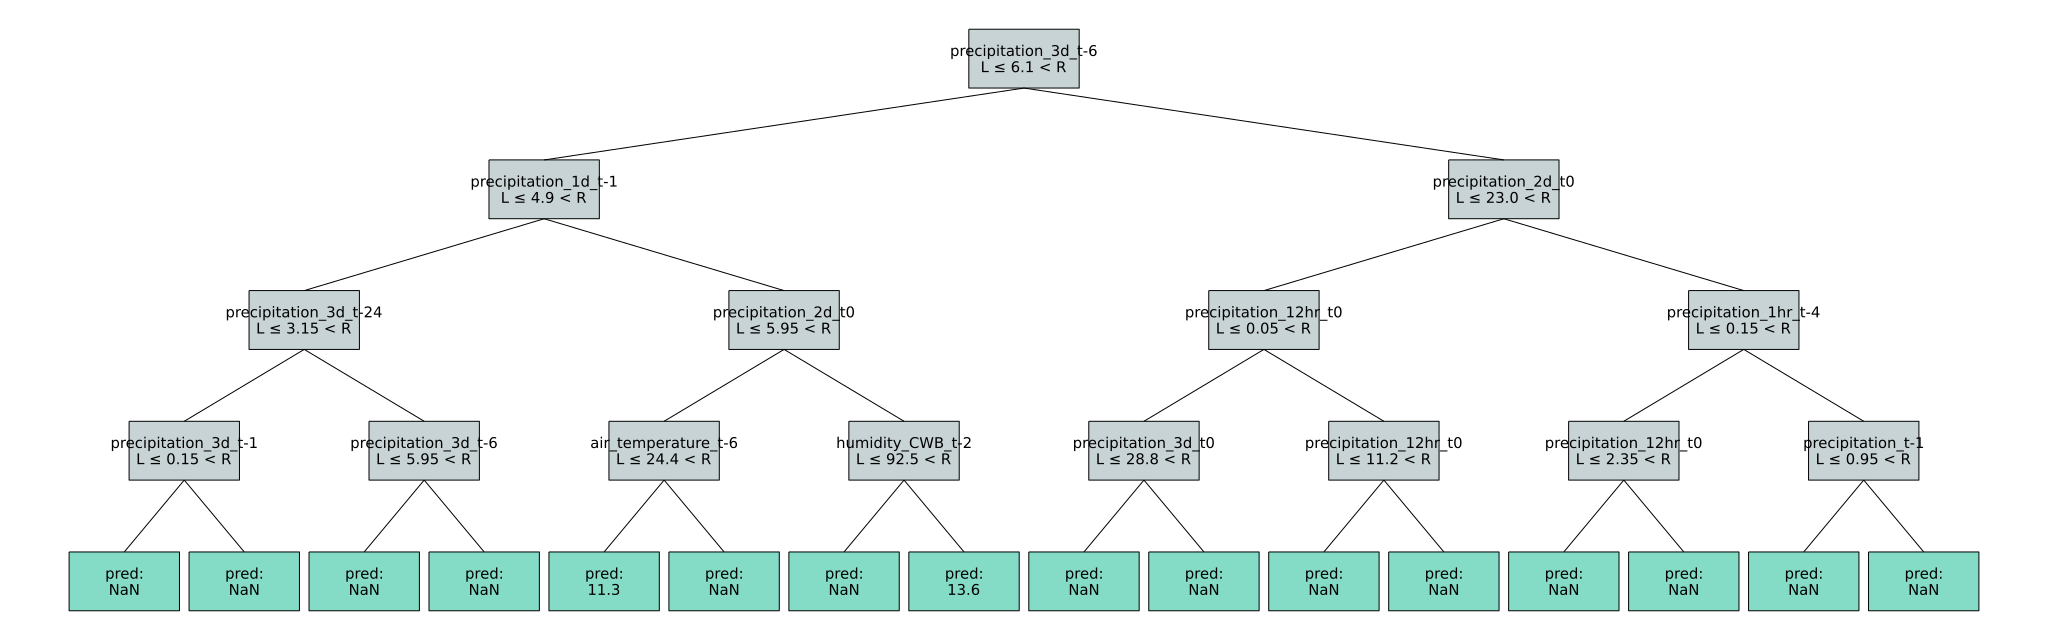 precipitation_3d_t-6
L ≤ 6.1 < R
precipitation_1d_t-1
L ≤ 4.9 < R
precipitation_2d_t0
L ≤ 23.0 < R
precipitation_3d_t-24
L ≤ 3.15 < R
precipitation_2d_t0
L ≤ 5.95 < R
precipitation_12hr_t0
L ≤ 0.05 < R
precipitation_1hr_t-4
L ≤ 0.15 < R
precipitation_3d_t-1
L ≤ 0.15 < R
precipitation_3d_t-6
L ≤ 5.95 < R
air_temperature_t-6
L ≤ 24.4 < R
humidity_CWB_t-2
L ≤ 92.5 < R
precipitation_3d_t0
L ≤ 28.8 < R
precipitation_12hr_t0
L ≤ 11.2 < R
precipitation_12hr_t0
L ≤ 2.35 < R
precipitation_t-1
L ≤ 0.95 < R
pred:
NaN
pred:
NaN
pred:
NaN
pred:
NaN
pred:
11.3
pred:
NaN
pred:
NaN
pred:
13.6
pred:
NaN
pred:
NaN
pred:
NaN
pred:
NaN
pred:
NaN
pred:
NaN
pred:
NaN
pred:
NaN